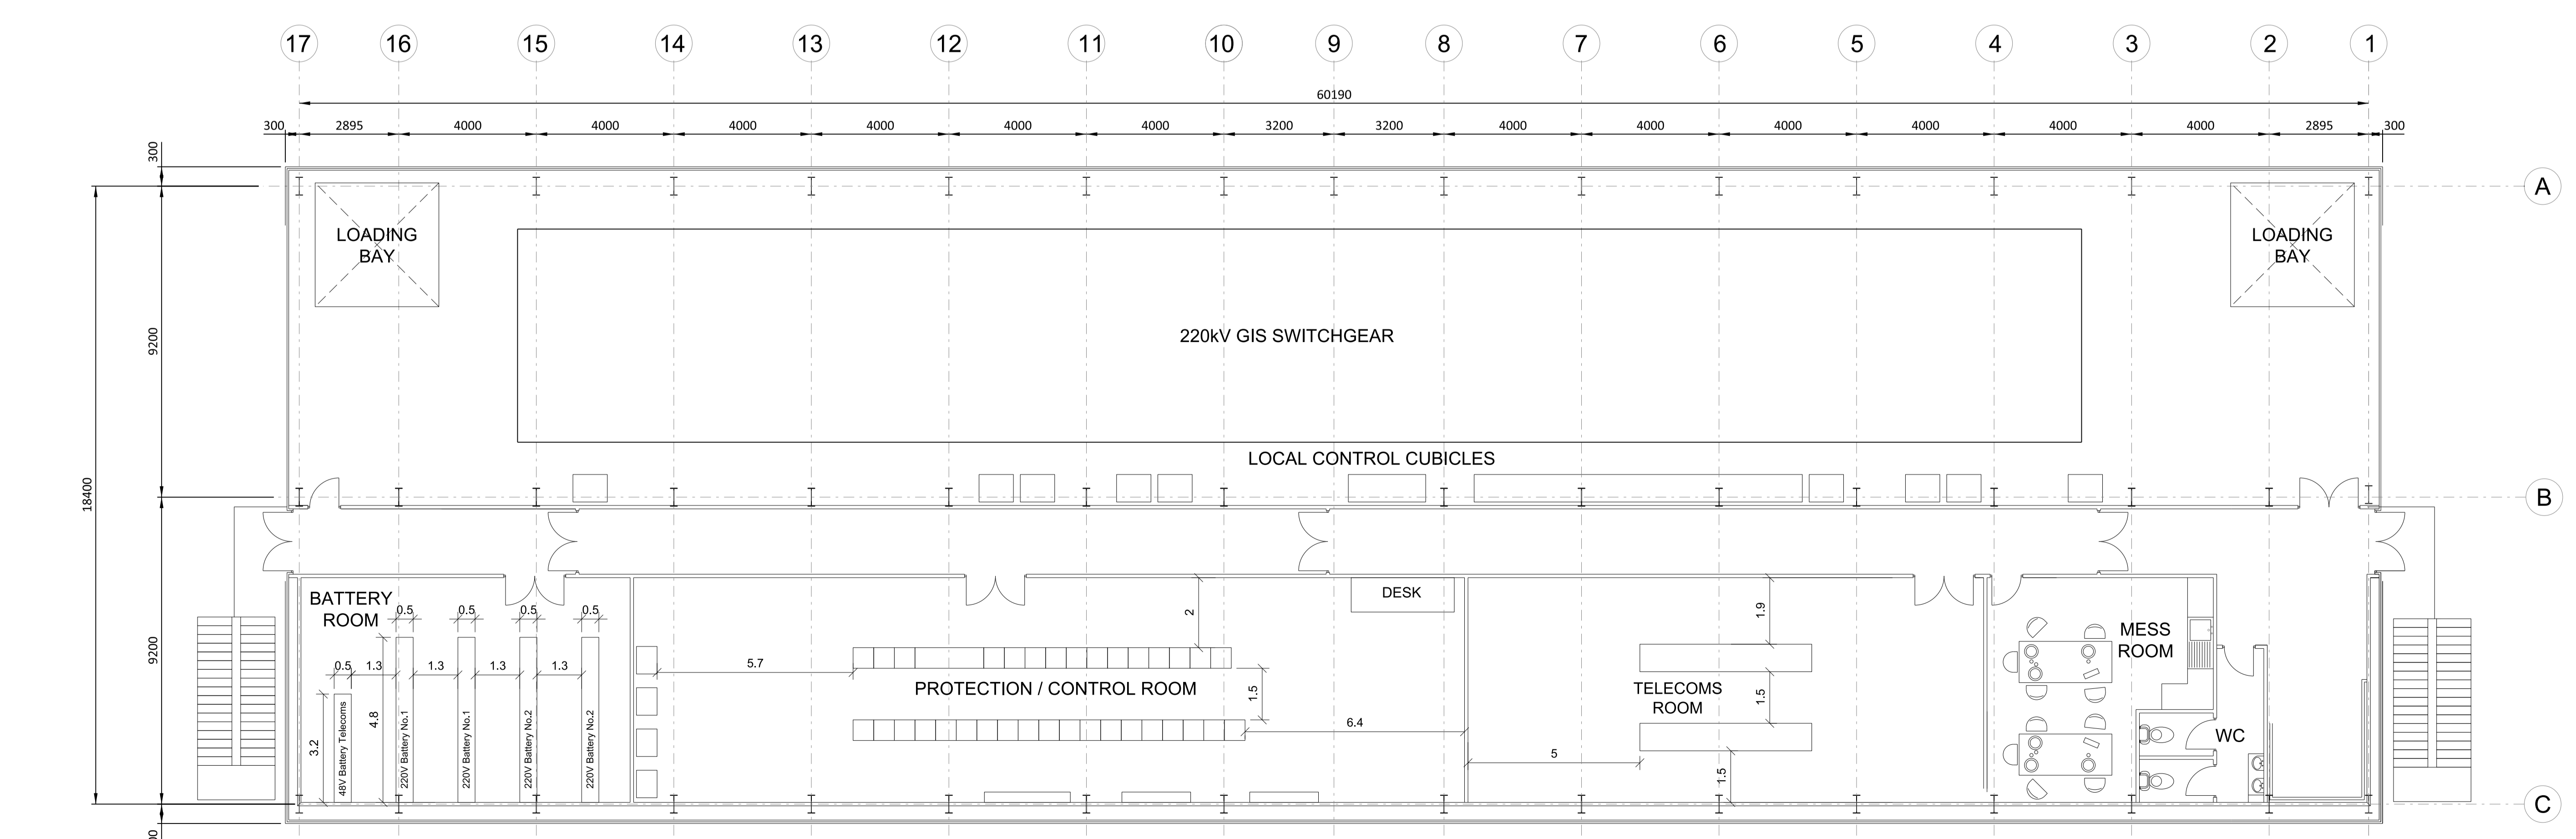 17 16 15 14 13 12 11 10 9 8 7 6 5 4 3 2 1
60190
300 2895 4000 4000 4000 4000 4000 4000 3200 3200 4000 4000 4000 4000 4000 4000 2895 300
300
A
LOADING
BAY
LOADING
BAY
220kV GIS SWITCHGEAR
9200
LOCAL CONTROL CUBICLES
18400
B
BATTERY
ROOM
DESK
0.5 0.5 0.5 0.5
2
1.9
MESS
ROOM
9200
0.5 1.3 1.3 1.3 1.3
5.7
PROTECTION / CONTROL ROOM
1.5
TELECOMS
ROOM
1.5
4.8
3.2
6.4
WC
5
1.5
48V Battery Telecoms
220V Battery No.1
220V Battery No.1
220V Battery No.2
220V Battery No.2
C